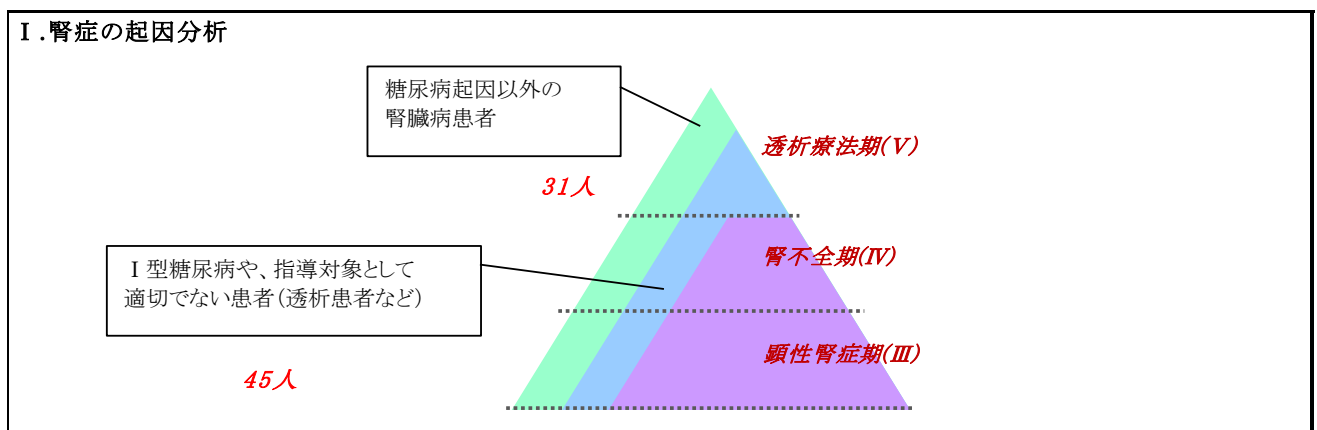 Ⅰ.腎症の起因分析
糖尿病起因以外の
腎臓病患者
透析療法期(Ⅴ)
31人
腎不全期(Ⅳ)
Ⅰ型糖尿病や、指導対象として
適切でない患者(透析患者など)
顕性腎症期(Ⅲ)
45人